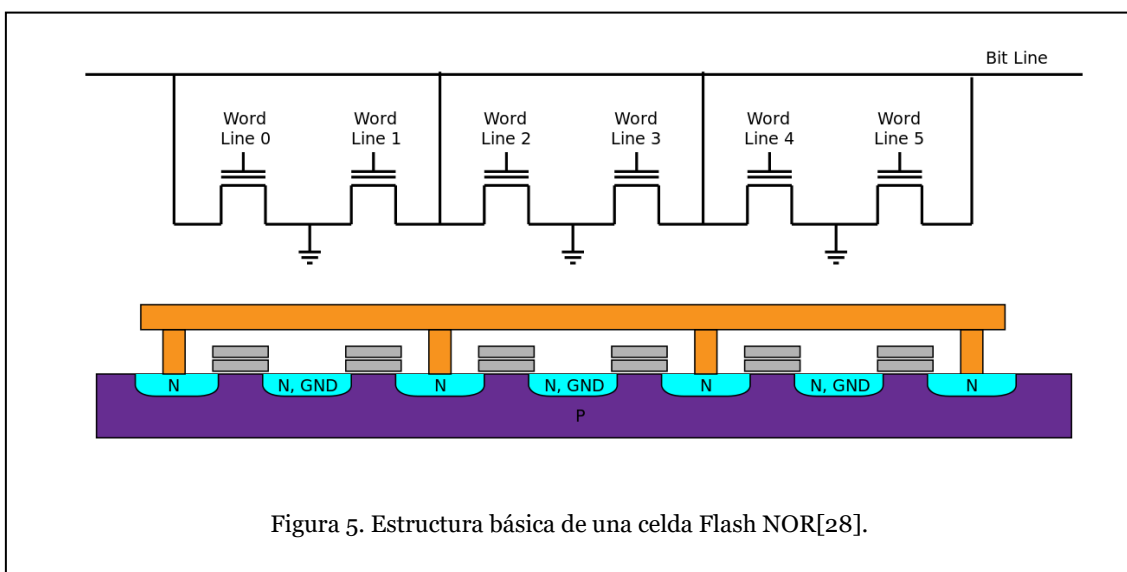 Bit Line
Word Word Word Word Word Word
Line 0 Line 1 Line 2 Line 3 Line 4 Line 5
N N, GND N N, GND N N, GND N
P
Figura 5. Estructura básica de una celda Flash NOR[28].